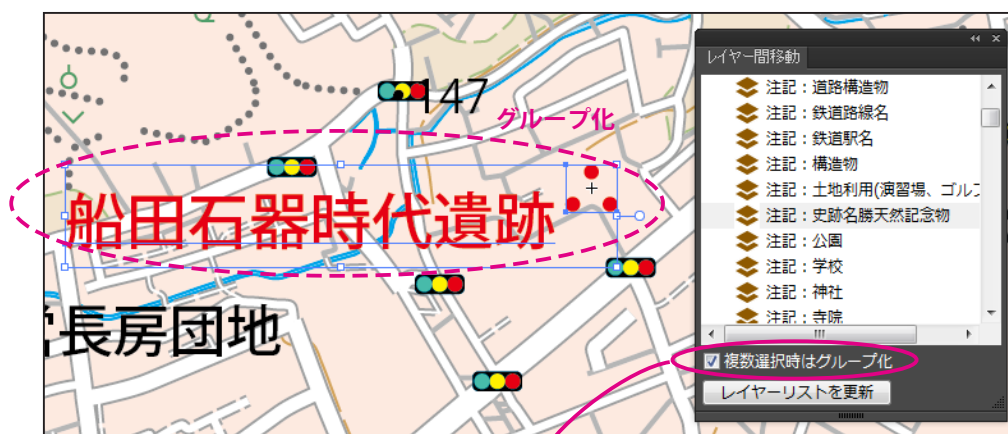 147
グループ化
船田石器時代遺跡
長房団地
レイヤー間移動
注記：道路構造物
注記：鉄道路線名
注記：鉄道駅名
注記：構造物
注記：土地利用(演習場、ゴルフ
注記：史跡名勝天然記念物
注記：公園
注記：学校
注記：神社
注記：寺院
複数選択時はグループ化
レイヤーリストを更新